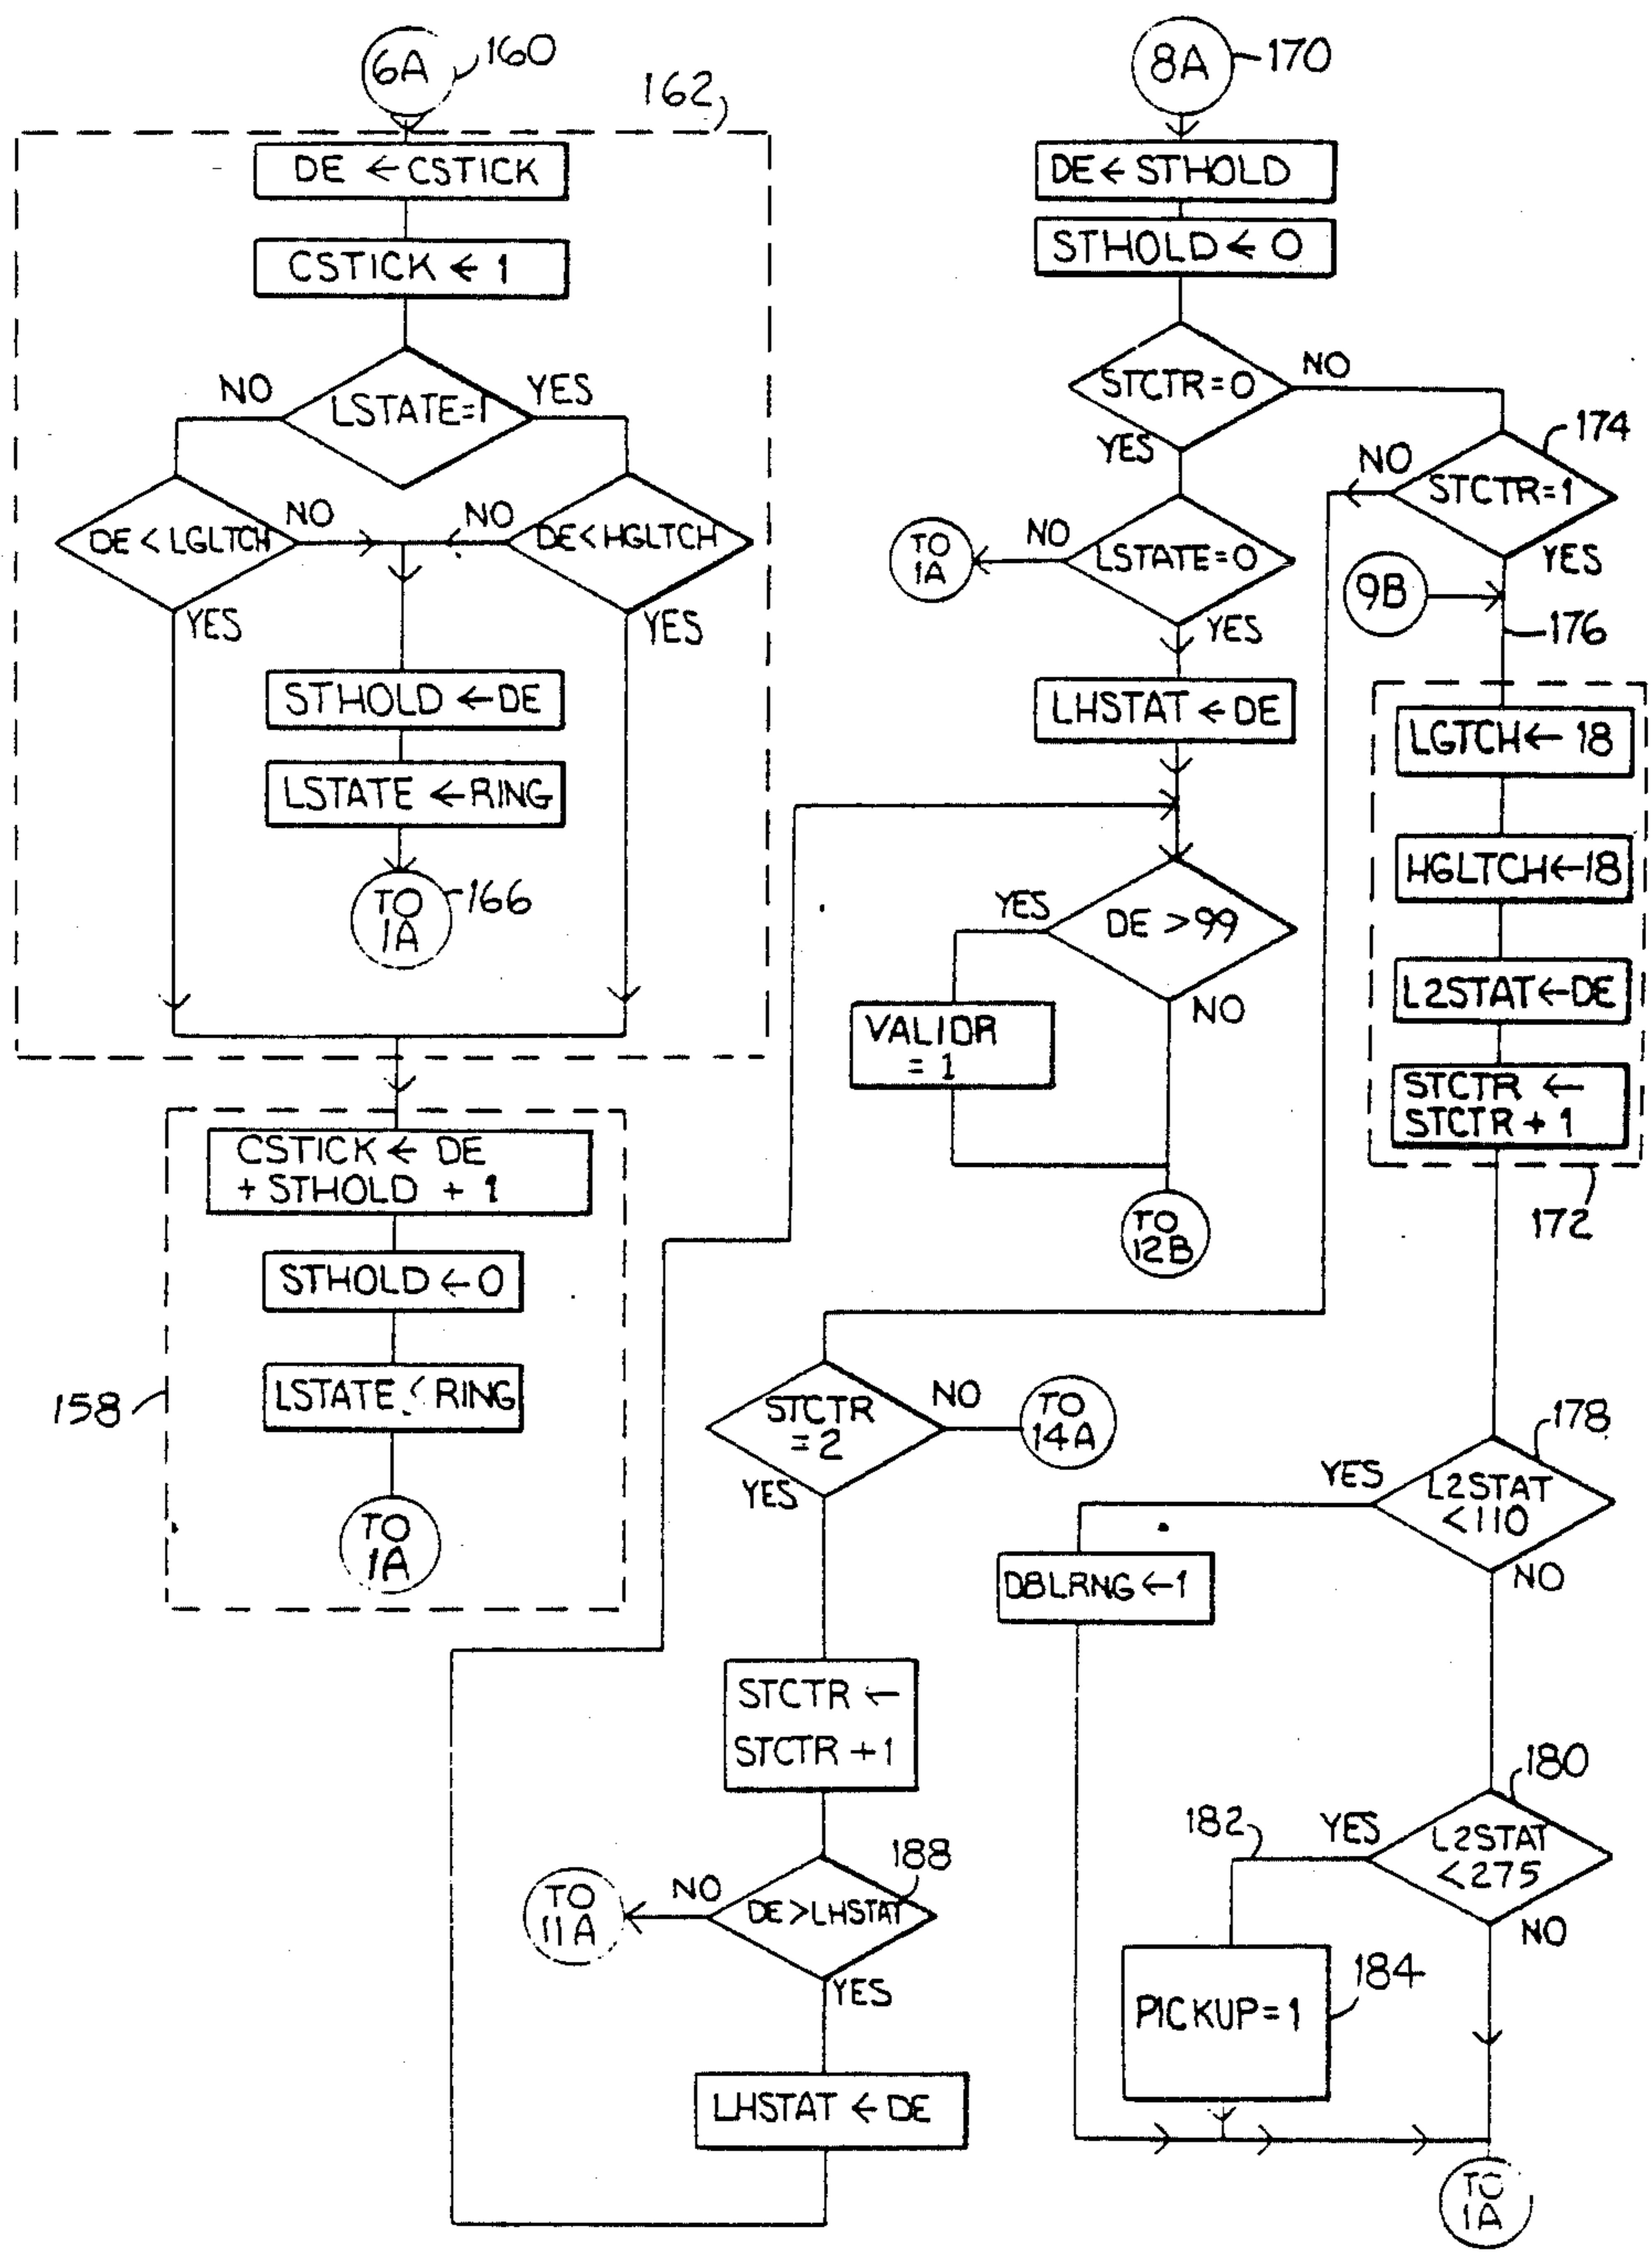 6A
160
162
DE ← CSTICK
CSTICK ← 1
LSTATE=1
NO
YES
DE < LGLTCH
NO
YES
DE<HGLTCH
NO
YES
STHOLD ← DE
LSTATE ← RING
TO
1A
166
CSTICK ← DE
+ STHOLD + 1
STHOLD ← 0
LSTATE < RING
TO
1A
158
8A
170
DE ← STHOLD
STHOLD ← 0
STCTR=0
NO
YES
LSTATE=0
NO
YES
TO
1A
LHSTAT ← DE
DE >99
YES
NO
VALIDR
= 1
TO
12B
STCTR=1
174
NO
YES
9B
176
LGTCH← 18
HGLTCH←18
L2STAT←DE
STCTR ←
STCTR + 1
172
STCTR
=2
NO
YES
TO
14A
STCTR ←
STCTR +1
DE>LHSTAT
188
NO
YES
TO
11A
LHSTAT ← DE
L2STAT
<110
178
YES
NO
DBLRNG ←1
L2STAT
<275
180
182
YES
NO
PICKUP=1
184
TO
1A